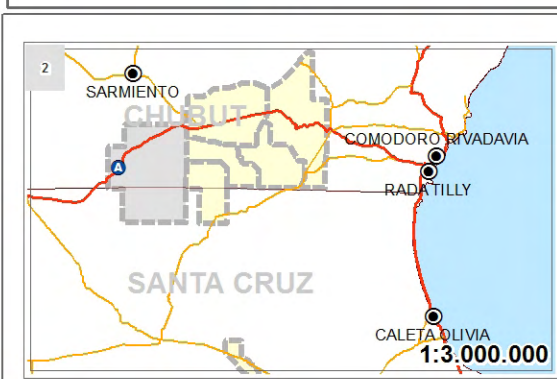 2
SARMIENTO
CHUBUT
COMODORO RIVADAVIA
A
RADA TILLY
SANTA CRUZ
CALETA OLIVIA
1:3.000.000